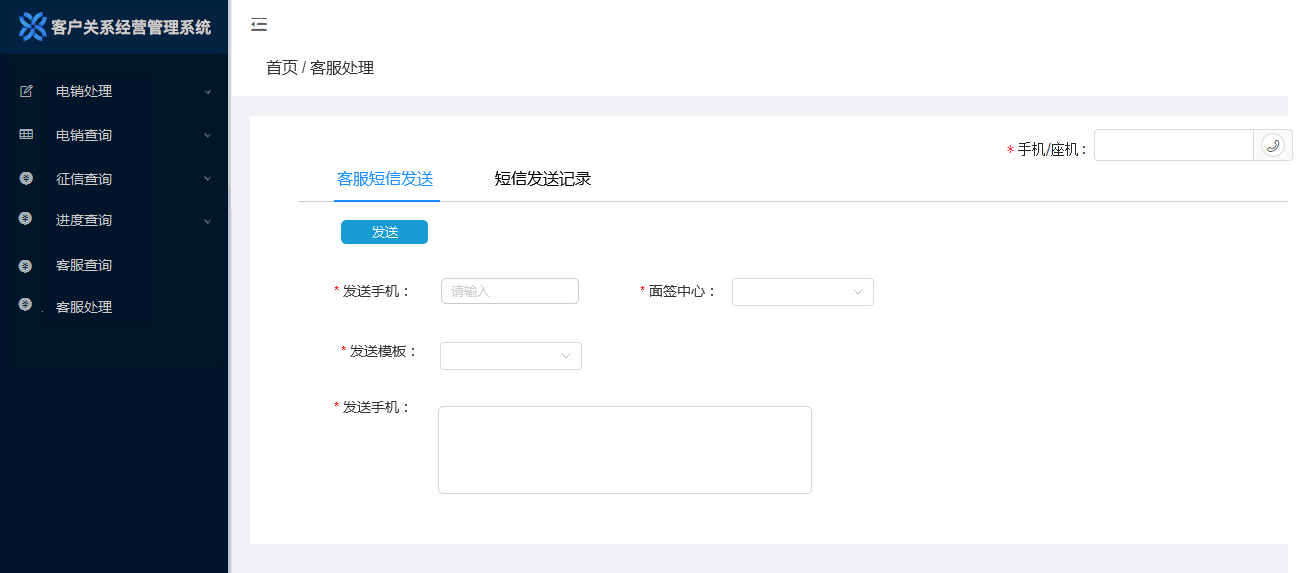 客户关系经营管理系统
电销处理
电销查询
征信查询
进度查询
客服查询
客服处理
首页 / 客服处理
* 手机/座机：
客服短信发送
短信发送记录
发送
* 发送手机：
请输入
* 面签中心：
* 发送模板：
* 发送手机：